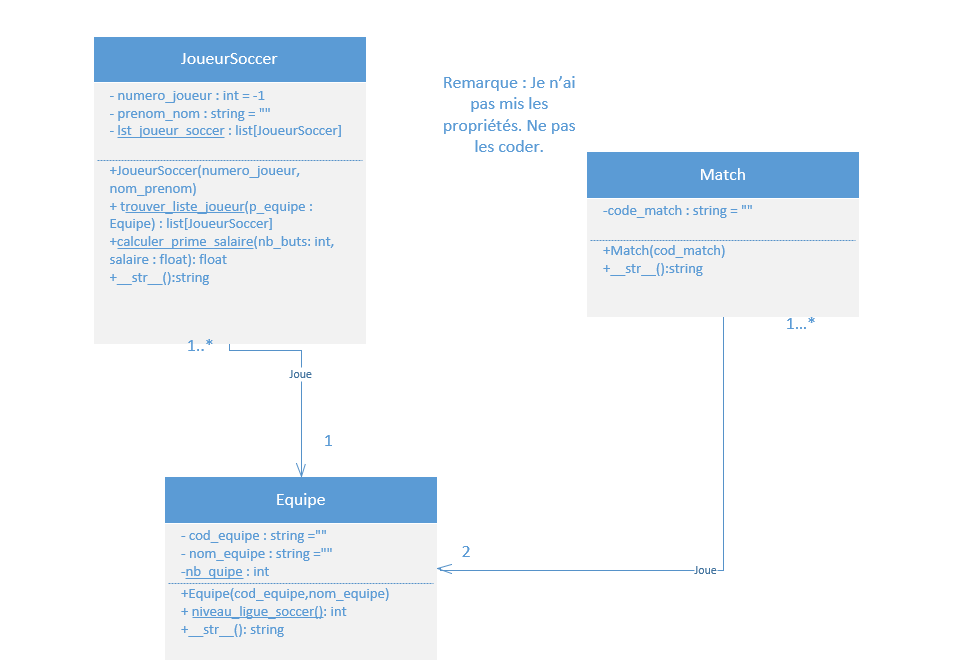 JoueurSoccer
- numero_joueur : int = -1
- prenom_nom : string = ""
- lst_joueur_soccer : list[JoueurSoccer]
+JoueurSoccer(numero_joueur,
nom_prenom)
+ trouver_liste_joueur(p_equipe :
Equipe) : list[JoueurSoccer]
+calculer_prime_salaire(nb_buts: int,
salaire : float): float
+__str__():string
1..*
Joue
1
Remarque : Je n’ai
pas mis les
propriétés. Ne pas
les coder.
Match
-code_match : string = ""
+Match(cod_match)
+__str__():string
1...*
Joue
2
Equipe
- cod_equipe : string =""
- nom_equipe : string =""
-nb_quipe : int
+Equipe(cod_equipe,nom_equipe)
+ niveau_ligue_soccer(): int
+__str__(): string